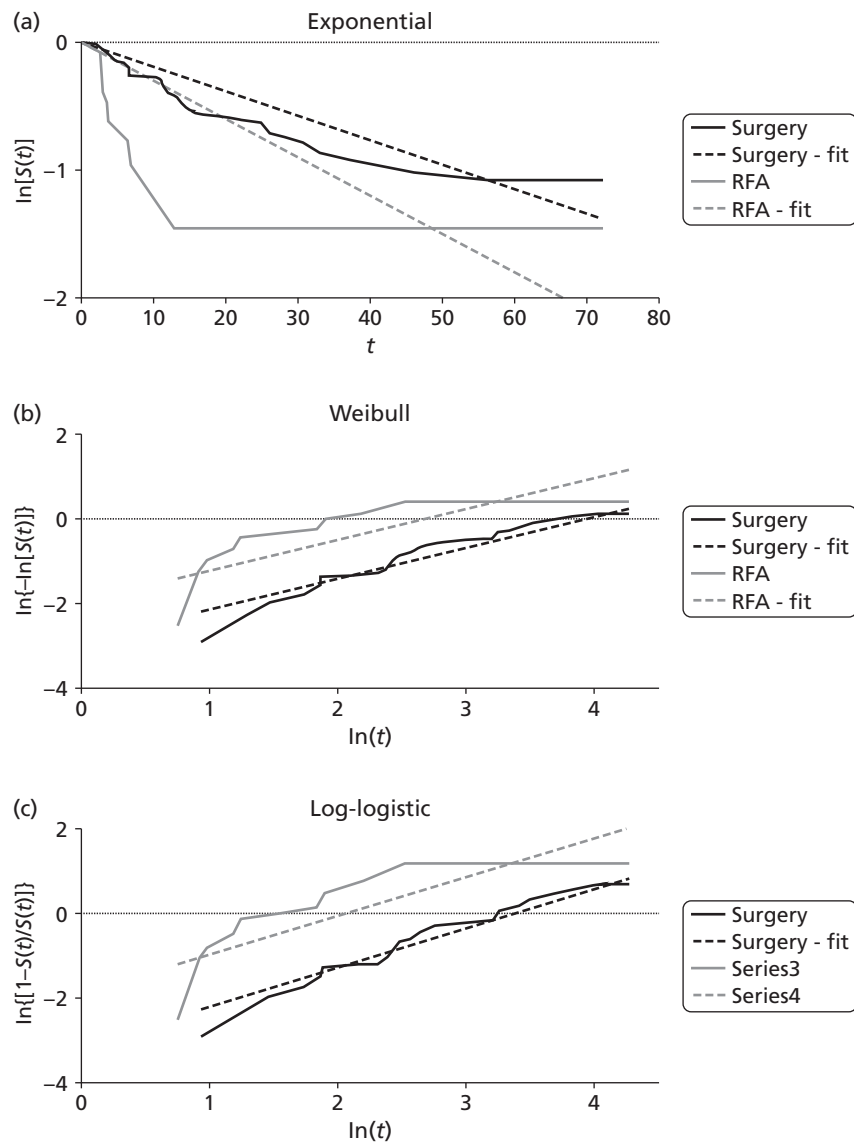 (a) Exponential
0
–1
–2
ln[S(t)]
0 10 20 30 40 50 60 70 80
t
Surgery
Surgery - fit
RFA
RFA - fit
(b) Weibull
2
0
–2
–4
ln{–ln[S(t)]}
0 1 2 3 4
ln(t)
Surgery
Surgery - fit
RFA
RFA - fit
(c) Log-logistic
2
0
–2
–4
ln{[1–S(t)/S(t)]}
0 1 2 3 4
ln(t)
Surgery
Surgery - fit
Series3
Series4